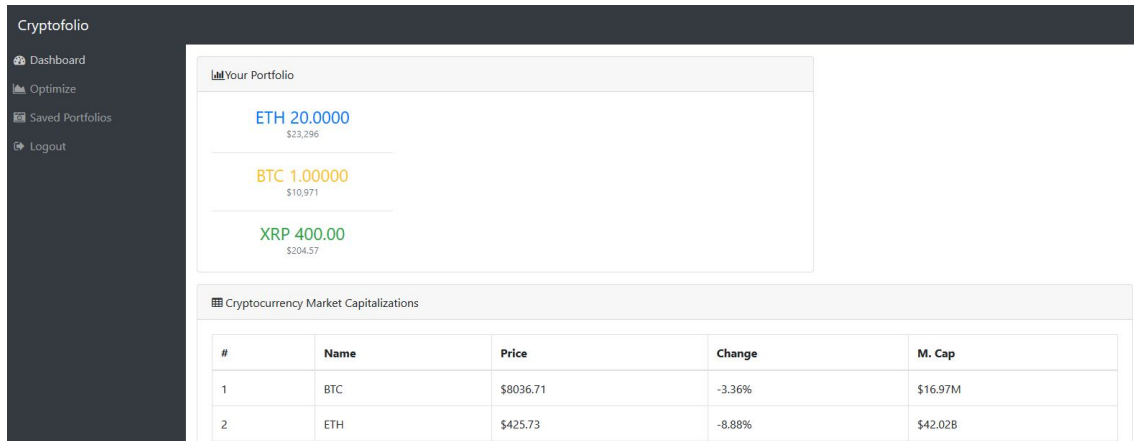 Cryptofolio
Dashboard
Optimize
Saved Portfolios
Logout
Your Portfolio
ETH 20.0000
$23,296
BTC 1.00000
$10,971
XRP 400.00
$204.57
Cryptocurrency Market Capitalizations
# Name Price Change M. Cap
1 BTC $8036.71 -3.36% $16.97M
2 ETH $425.73 -8.88% $42.02B